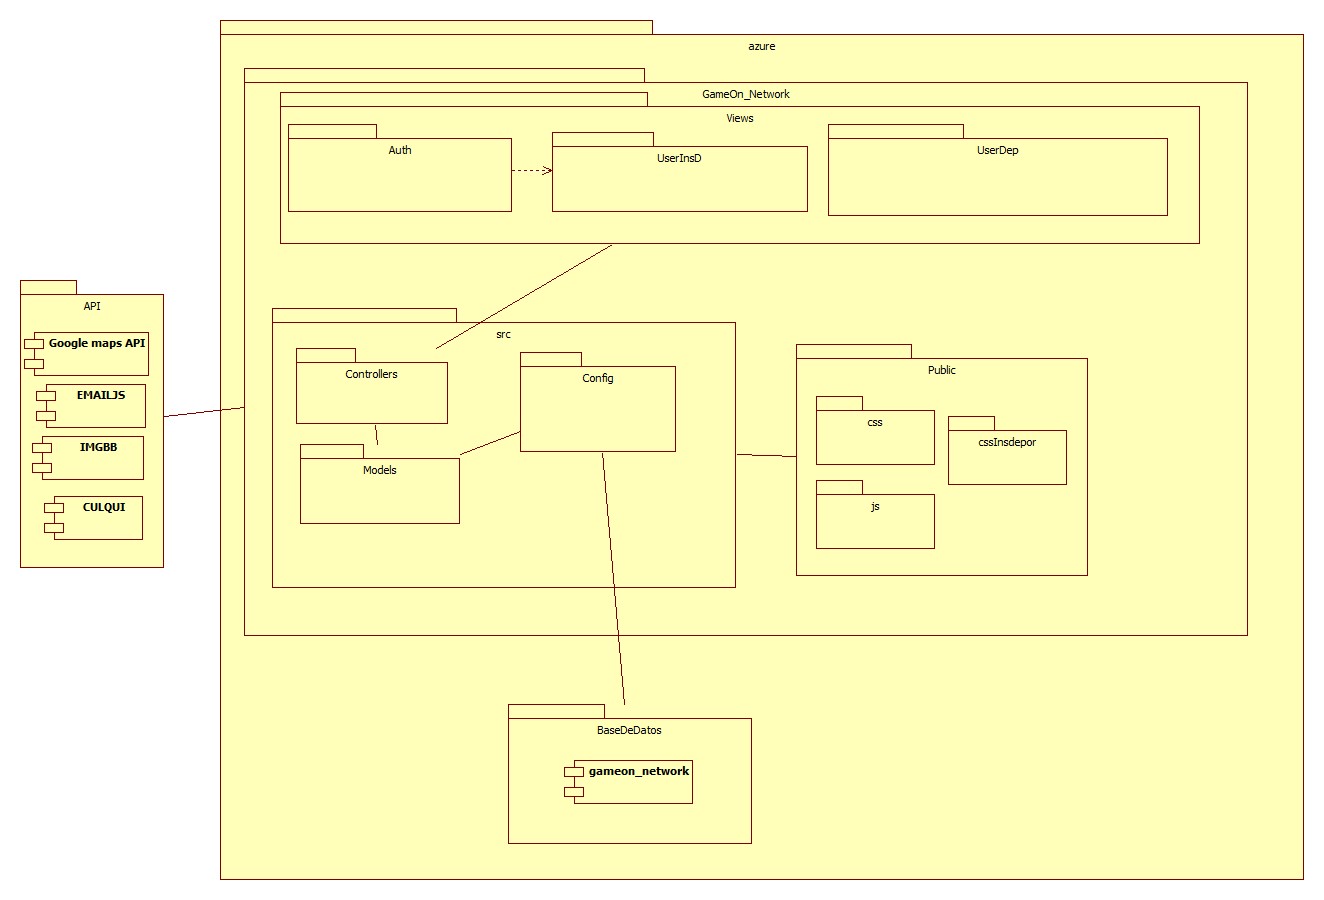 azure
GameOn_Network
Views
Auth
UserInsD
UserDep
API
Google maps API
EMAILJS
IMGBB
CULQUI
src
Controllers
Config
Models
Public
css
cssInsdepor
js
BaseDeDatos
gameon_network